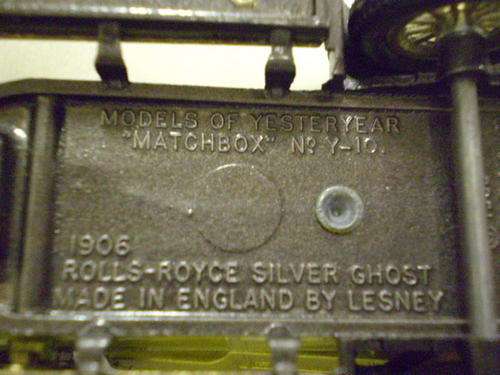 MODELS OF YESTERYEAR
"MATCHBOX" Nº Y-10.
1906
ROLLS-ROYCE SILVER GHOST
MADE IN ENGLAND BY LESNEY